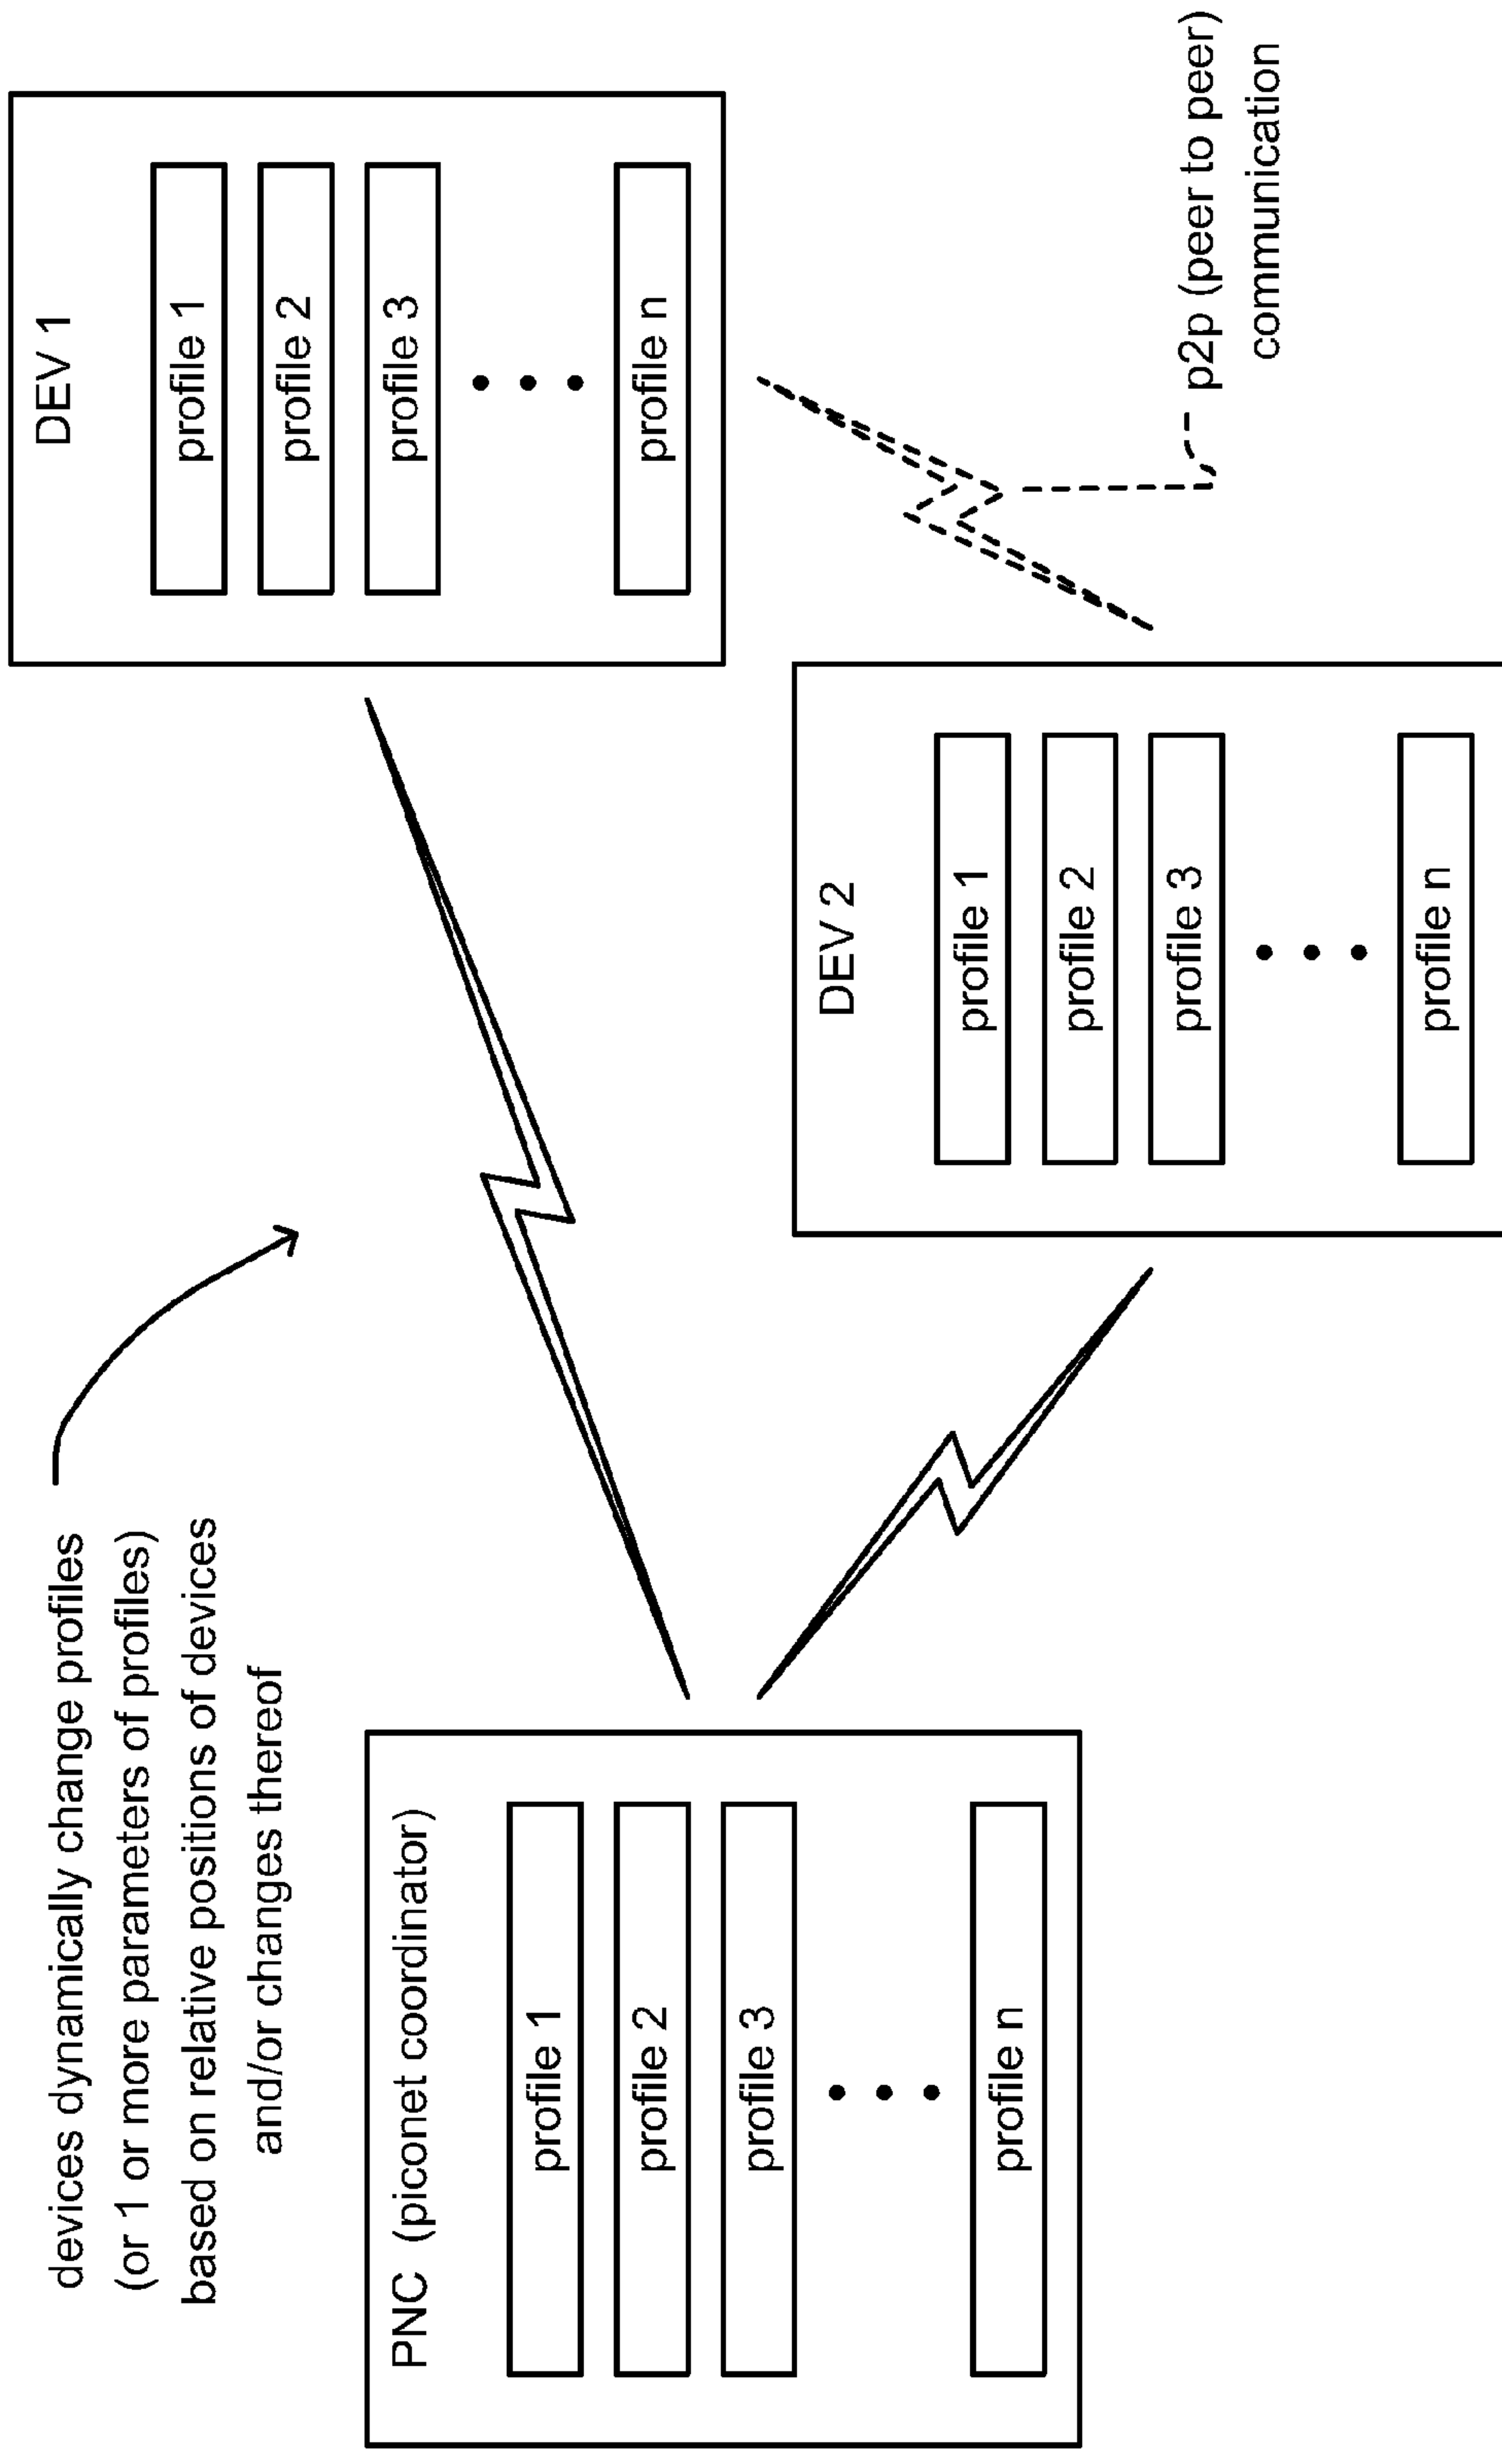 devices dynamically change profiles
(or 1 or more parameters of profiles)
based on relative positions of devices
and/or changes thereof
PNC (piconet coordinator)
profile 1
profile 2
profile 3
profile n
DEV 1
profile 1
profile 2
profile 3
profile n
DEV 2
profile 1
profile 2
profile 3
profile n
p2p (peer to peer)
communication